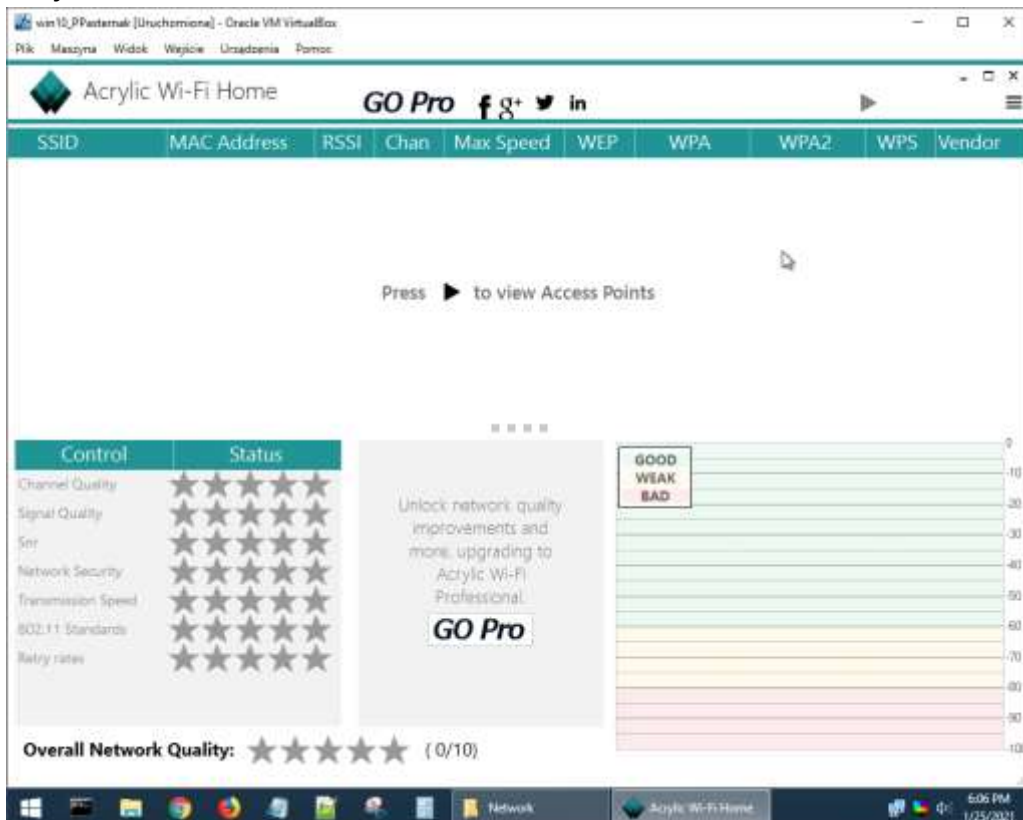 win10_PPasternak [Uruchomiona] - Oracle VM VirtualBox
Plik Maszyna Widok Wejście Urządzenia Pomoc
Acrylic Wi-Fi Home GO Pro f g+ in
SSID MAC Address RSSI Chan Max Speed WEP WPA WPA2 WPS Vendor
Press to view Access Points
Control Status
Channel Quality
Signal Quality
Snr
Network Security
Transmission Speed
802.11 Standards
Retry rates
Unlock network quality
improvements and
more, upgrading to
Acrylic Wi-Fi
Professional
GO Pro
GOOD
WEAK
BAD
0
-10
-20
-30
-40
-50
-60
-70
-80
-90
Overall Network Quality: (0/10)
Network Acrylic Wi-Fi Home 6:06 PM
1/25/2021